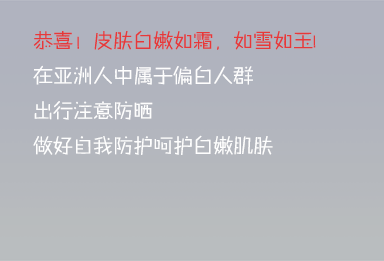 恭喜！皮肤白嫩如霜，如雪如玉！
在亚洲人中属于偏白人群
出行注意防晒
做好自我防护呵护白嫩肌肤